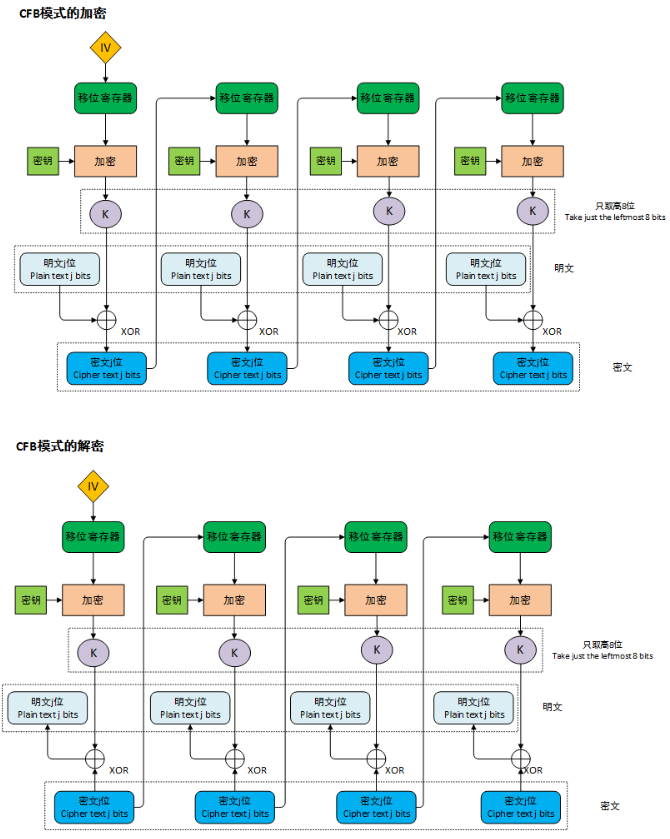 CFB模式的加密
IV
移位寄存器 移位寄存器 移位寄存器 移位寄存器
密钥 加密 密钥 加密 密钥 加密 密钥 加密
K K K K
只取高8位
Take just the leftmost 8 bits
明文j位 明文j位 明文j位 明文j位
Plain text j bits Plain text j bits Plain text j bits Plain text j bits
明文
XOR XOR XOR XOR
密文j位 密文j位 密文j位 密文j位
Cipher text j bits Cipher text j bits Cipher text j bits Cipher text j bits
密文
CFB模式的解密
IV
移位寄存器 移位寄存器 移位寄存器 移位寄存器
密钥 加密 密钥 加密 密钥 加密 密钥 加密
K K K K
只取高8位
Take just the leftmost 8 bits
明文j位 明文j位 明文j位 明文j位
Plain text j bits Plain text j bits Plain text j bits Plain text j bits
明文
XOR XOR XOR XOR
密文j位 密文j位 密文j位 密文j位
Cipher text j bits Cipher text j bits Cipher text j bits Cipher text j bits
密文